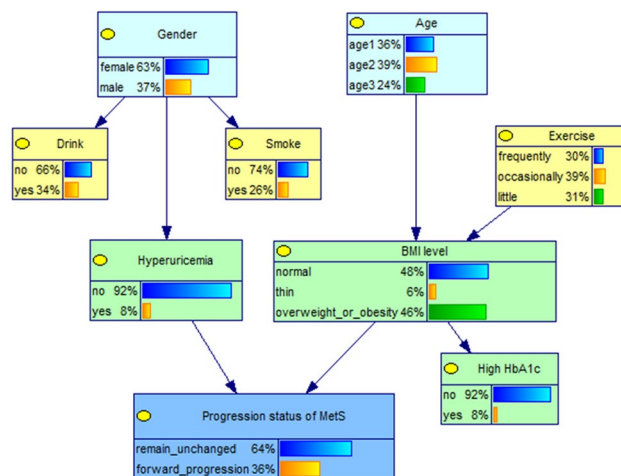 Gender
female 63%
male 37%
Age
age1 36%
age2 39%
age3 24%
Drink
no 66%
yes 34%
Smoke
no 74%
yes 26%
Exercise
frequently 30%
occasionally 39%
little 31%
Hyperuricemia
no 92%
yes 8%
BMI level
normal 48%
thin 6%
overweight_or_obesity 46%
High HbA1c
no 92%
yes 8%
Progression status of MetS
remain_unchanged 64%
forward_progression 36%